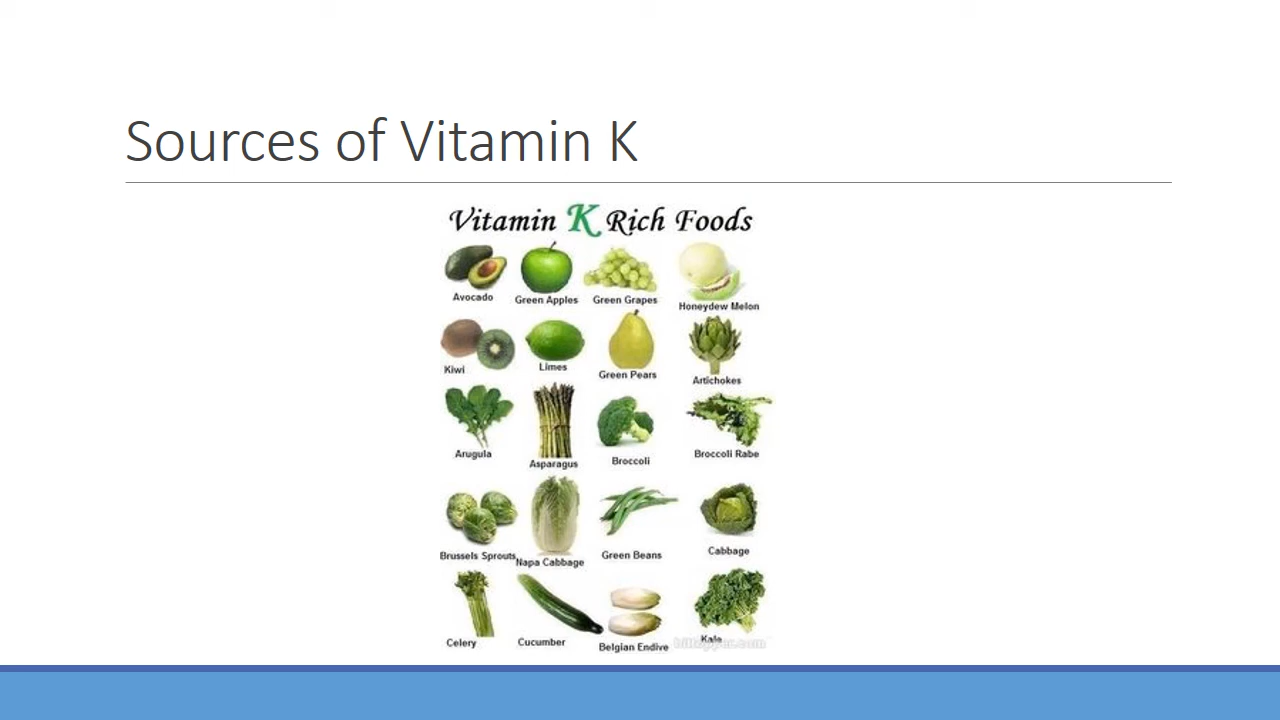 Sources of Vitamin K
Vitamin K Rich Foods
Avocado
Green Apples
Green Grapes
Honeydew Melon
Kiwi
Limes
Green Pears
Artichokes
Arugula
Asparagus
Broccoli
Broccoli Rabe
Brussels Sprouts
Napa Cabbage
Green Beans
Cabbage
Celery
Cucumber
Belgian Endive
Kale